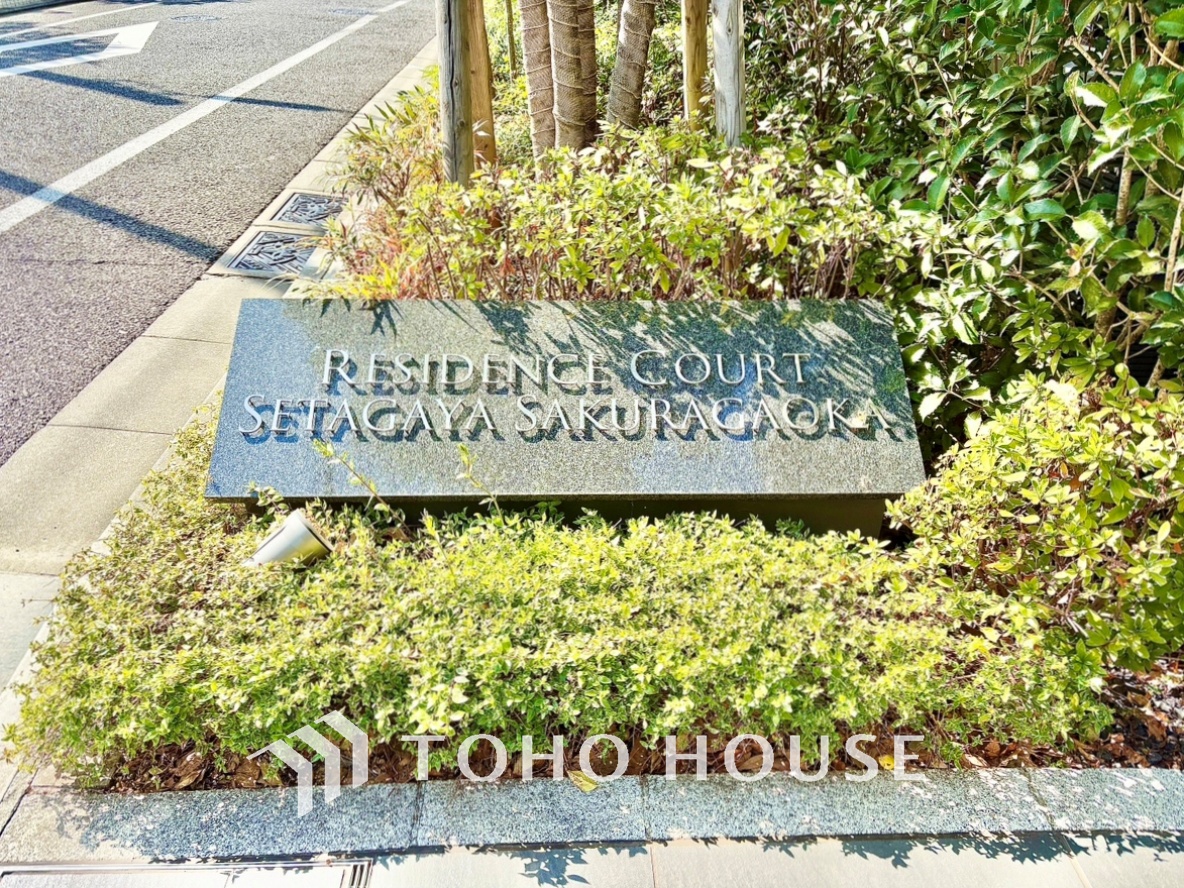 RESIDENCE COURT
SETAGAYA SAKURAGAOKA
TOHO HOUSE